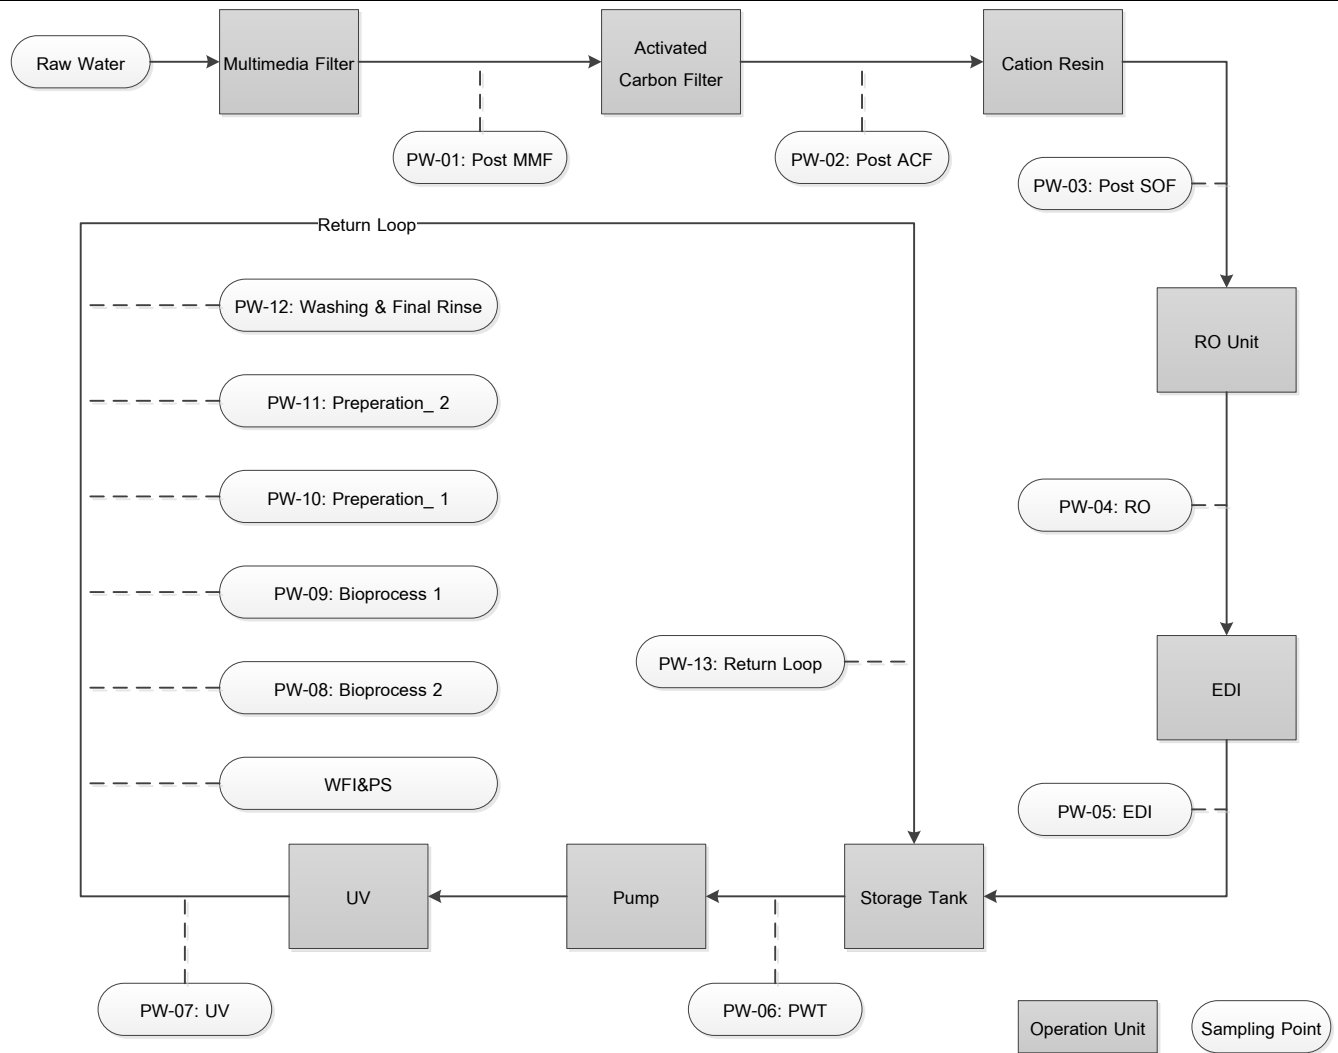 Raw Water
Multimedia Filter
Activated
Carbon Filter
Cation Resin
PW-01: Post MMF
PW-02: Post ACF
PW-03: Post SOF
Return Loop
PW-12: Washing & Final Rinse
RO Unit
PW-11: Preperation_ 2
PW-10: Preperation_ 1
PW-04: RO
PW-09: Bioprocess 1
PW-13: Return Loop
PW-08: Bioprocess 2
EDI
WFI&PS
PW-05: EDI
UV
Pump
Storage Tank
PW-07: UV
PW-06: PWT
Operation Unit
Sampling Point